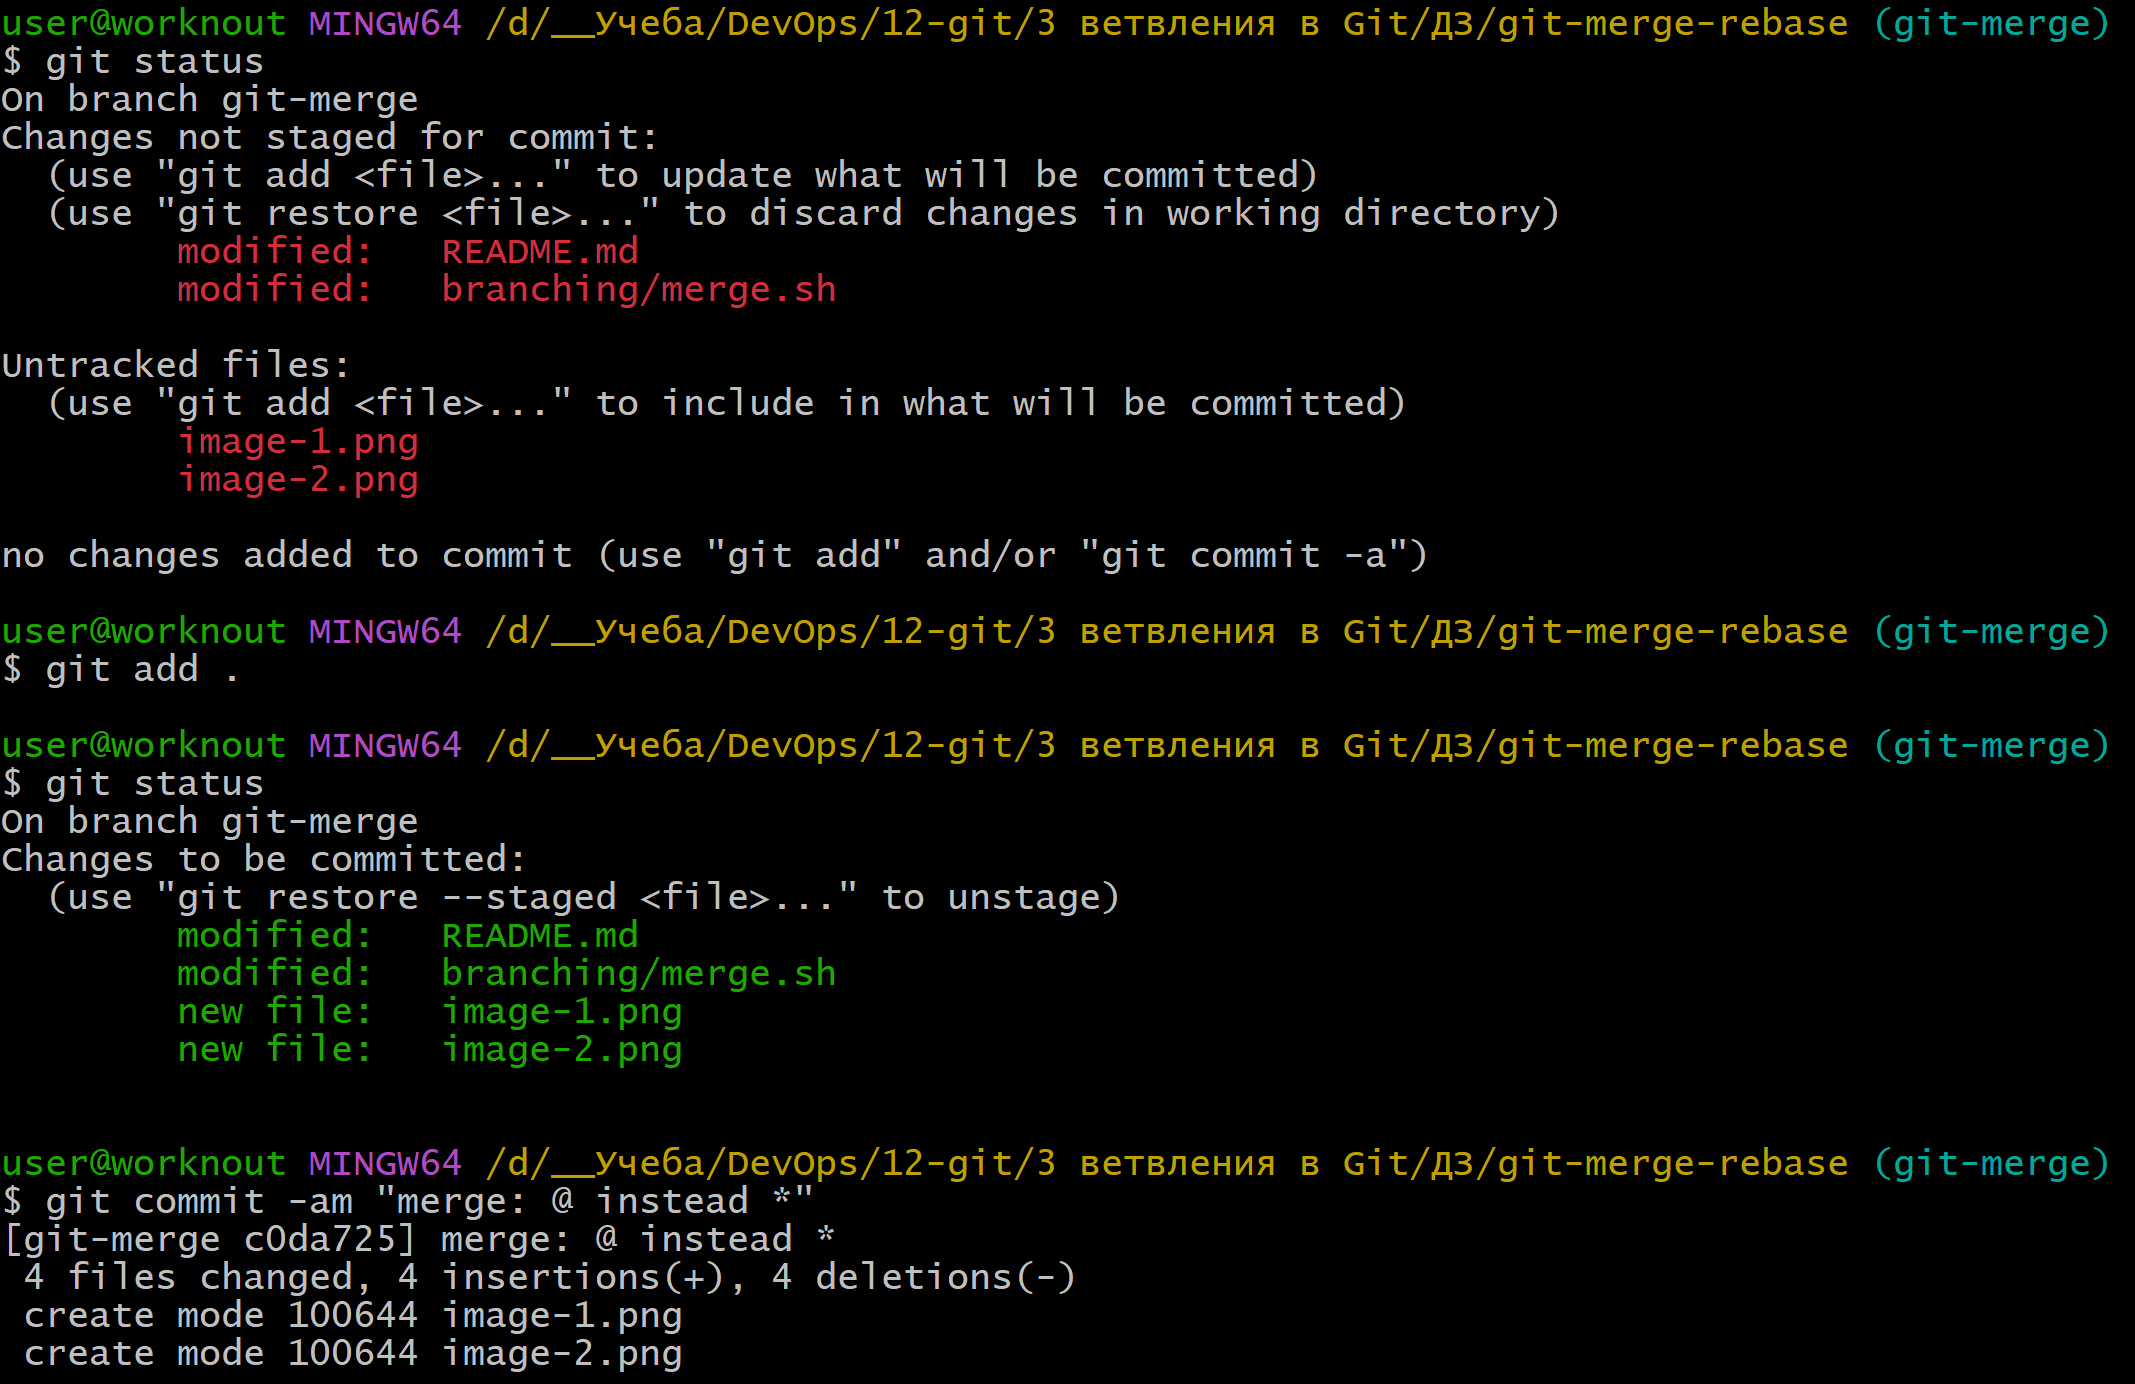 user@worknout MINGW64 /d/__Учеба/DevOps/12-git/3 ветвления в Git/ДЗ/git-merge-rebase (git-merge)
$ git status
On branch git-merge
Changes not staged for commit:
  (use "git add <file>..." to update what will be committed)
  (use "git restore <file>..." to discard changes in working directory)
        modified:   README.md
        modified:   branching/merge.sh

Untracked files:
  (use "git add <file>..." to include in what will be committed)
        image-1.png
        image-2.png

no changes added to commit (use "git add" and/or "git commit -a")

user@worknout MINGW64 /d/__Учеба/DevOps/12-git/3 ветвления в Git/ДЗ/git-merge-rebase (git-merge)
$ git add .

user@worknout MINGW64 /d/__Учеба/DevOps/12-git/3 ветвления в Git/ДЗ/git-merge-rebase (git-merge)
$ git status
On branch git-merge
Changes to be committed:
  (use "git restore --staged <file>..." to unstage)
        modified:   README.md
        modified:   branching/merge.sh
        new file:   image-1.png
        new file:   image-2.png

user@worknout MINGW64 /d/__Учеба/DevOps/12-git/3 ветвления в Git/ДЗ/git-merge-rebase (git-merge)
$ git commit -am "merge: @ instead *"
[git-merge c0da725] merge: @ instead *
 4 files changed, 4 insertions(+), 4 deletions(-)
 create mode 100644 image-1.png
 create mode 100644 image-2.png